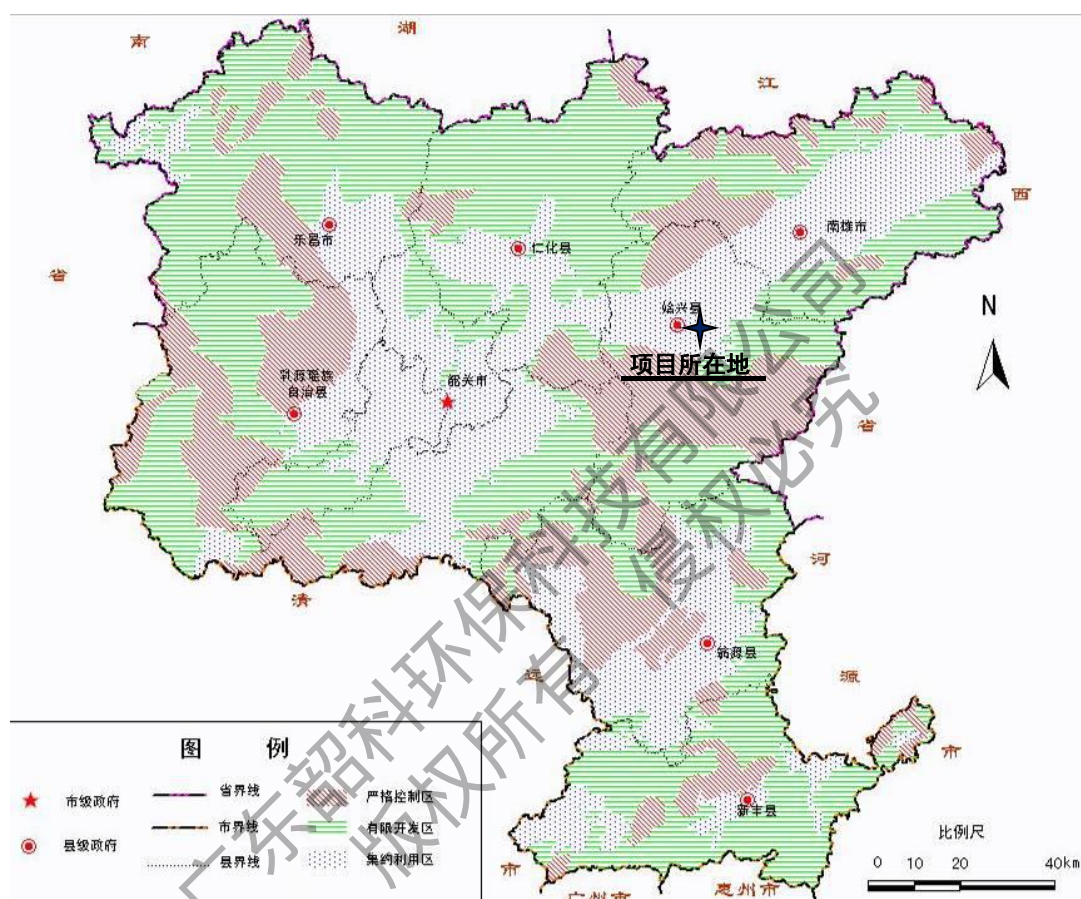 湖
南
江
西
省
乐昌市
仁化县
南雄市
始兴县
N
项目所在地
乳源瑶族
自治县
韶关市
省
河
清
远
翁源县
源
市
新丰县
市
广州市
惠州市
图 例
市级政府
县级政府
省界线
市界线
县界线
严格控制区
有限开发区
集约利用区
比例尺
0 10 20 40km
广东韶科环保科技有限公司
版权所有 侵权必究